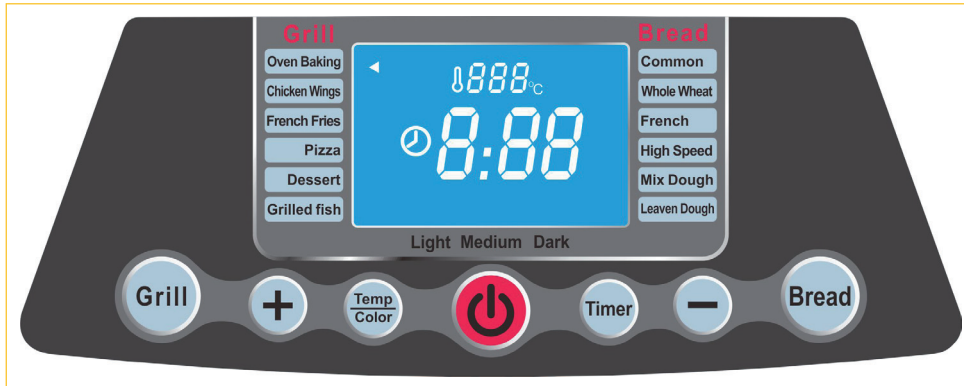 Grill
Oven Baking
Chicken Wings
French Fries
Pizza
Dessert
Grilled fish
888°C
8:88
Bread
Common
Whole Wheat
French
High Speed
Mix Dough
Leaven Dough
Light Medium Dark
Grill
+
Temp
Color
Timer
−
Bread